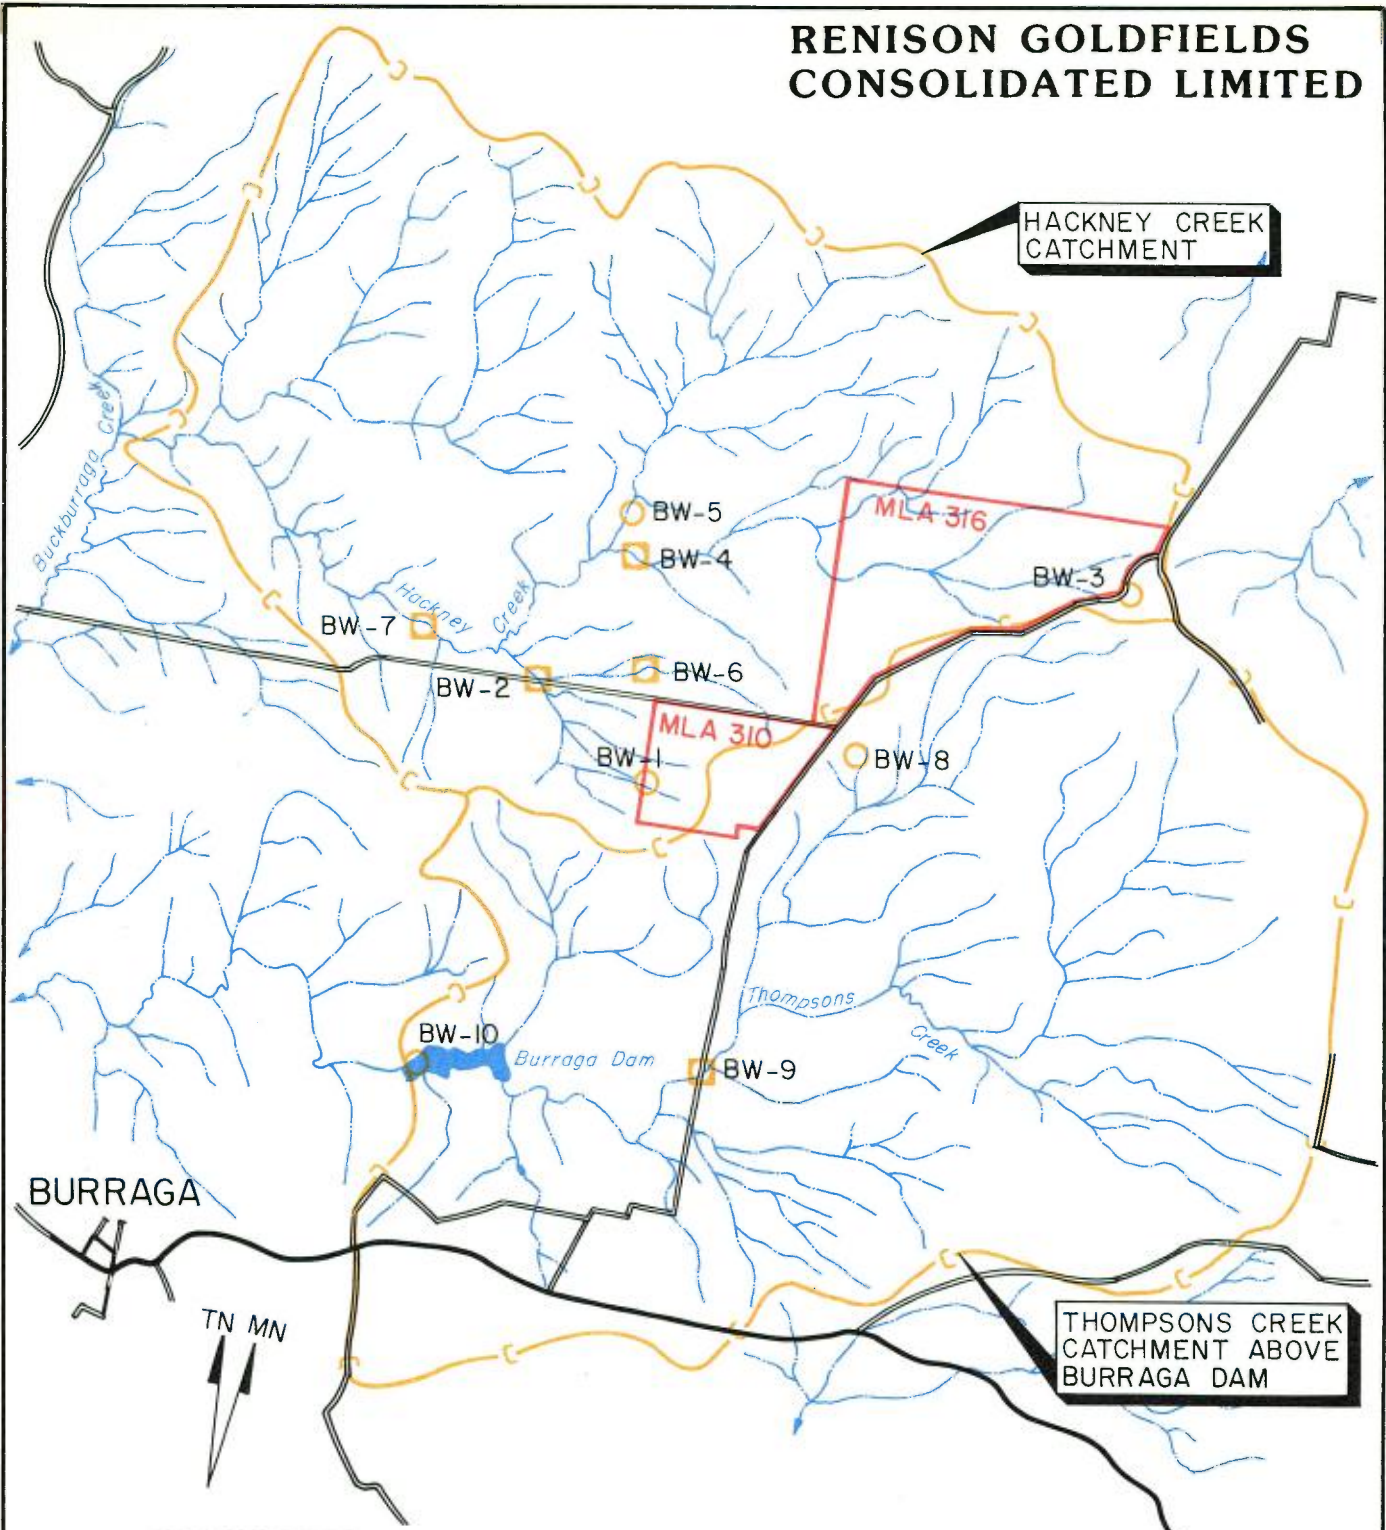 RENISON GOLDFIELDS
CONSOLIDATED LIMITED
HACKNEY CREEK
CATCHMENT
Buckburraga Creek
BW-5
MLA 316
BW-4
BW-3
Hackney
Creek
BW-7
BW-6
BW-2
MLA 310
BW-1
BW-8
Thompsons
Creek
BW-10
Burraga Dam
BW-9
BURRAGA
TN MN
THOMPSONS CREEK
CATCHMENT ABOVE
BURRAGA DAM